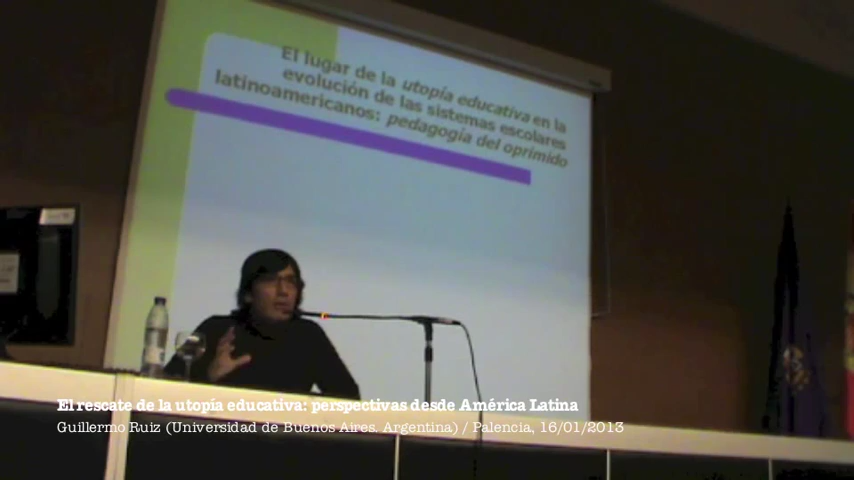 El lugar de la utopía educativa en la
evolución de las sistemas escolares
latinoamericanos: pedagogía del oprimido
El rescate de la utopía educativa: perspectivas desde América Latina
Guillermo Ruiz (Universidad de Buenos Aires. Argentina) / Palencia, 16/01/2013